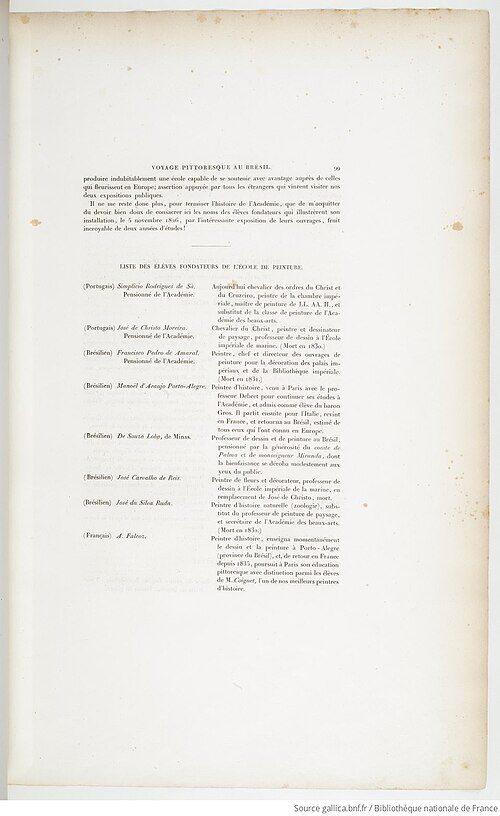 VOYAGE PITTORESQUE AU BRÉSIL. 99
produire indubitablement une école capable de se soutenir avec avantage auprès de celles
qui fleurissent en Europe; assertion appuyée par tous les étrangers qui vinrent visiter nos
deux expositions publiques.
Il ne me reste donc plus, pour terminer l'histoire de l'Académie, que de m'acquitter
du devoir bien doux de consacrer ici les noms des élèves fondateurs qui illustrèrent son
installation, le 5 novembre 1826, par l'intéressante exposition de leurs ouvrages, fruit
incroyable de deux années d'études!
LISTE DES ÉLÈVES FONDATEURS DE L'ÉCOLE DE PEINTURE.
(Portugais) Simplicio Rodrigues de Sà. Aujourd'hui chevalier des ordres du Christ et
Pensionné de l'Académie. du Cruzeiro, peintre de la chambre impé-
riale, maître de peinture de LL. AA. II., et
substitut de la classe de peinture de l'Aca-
démie des beaux-arts.
(Portugais) José de Christo Moreira. Chevalier du Christ, peintre et dessinateur
Pensionné de l'Académie. de paysage, professeur de dessin à l'École
impériale de marine. (Mort en 1830.)
(Brésilien) Francisco Pedro de Amaral. Peintre, chef et directeur des ouvrages de
Pensionné de l'Académie. peinture pour la décoration des palais im-
périaux et de la Bibliothèque impériale.
(Mort en 1831.)
(Brésilien) Manoël d'Araujo Porto-Alegre. Peintre d'histoire, venu à Paris avec le pro-
fesseur Debret pour continuer ses études à
l'Académie, et admis comme élève du baron
Gros. Il partit ensuite pour l'Italie, revint
en France, et retourna au Brésil, estimé de
tous ceux qui l'ont connu en Europe.
(Brésilien) De Souza Lobo, de Minas. Professeur de dessin et de peinture au Brésil,
pensionné par la générosité du comte de
Palma et de monseigneur Miranda, dont
la bienfaisance se déroba modestement aux
yeux du public.
(Brésilien) José Carvalho de Reis. Peintre de fleurs et décorateur, professeur de
dessin à l'École impériale de la marine, en
remplacement de José de Christo, mort.
(Brésilien) José da Silva Ruda. Peintre d'histoire naturelle (zoologie), subs-
titut du professeur de peinture de paysage,
et secrétaire de l'Académie des beaux-arts.
(Mort en 1832.)
(Français) A. Falcoz. Peintre d'histoire, enseigna momentanément
le dessin et la peinture à Porto-Alegre
(province du Brésil), et, de retour en France
depuis 1835, poursuit à Paris son éducation
pittoresque avec distinction parmi les élèves
de M. Coignet, l'un de nos meilleurs peintres
d'histoire.
Source gallica.bnf.fr / Bibliothèque nationale de France